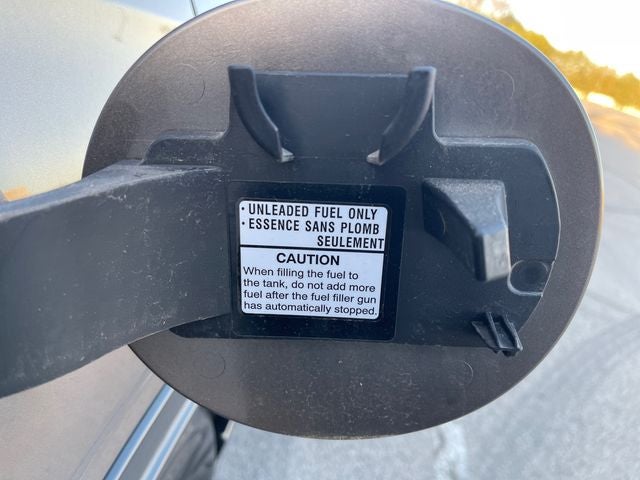 · UNLEADED FUEL ONLY
· ESSENCE SANS PLOMB
SEULEMENT
CAUTION
When filling the fuel to
the tank, do not add more
fuel after the fuel filler gun
has automatically stopped.